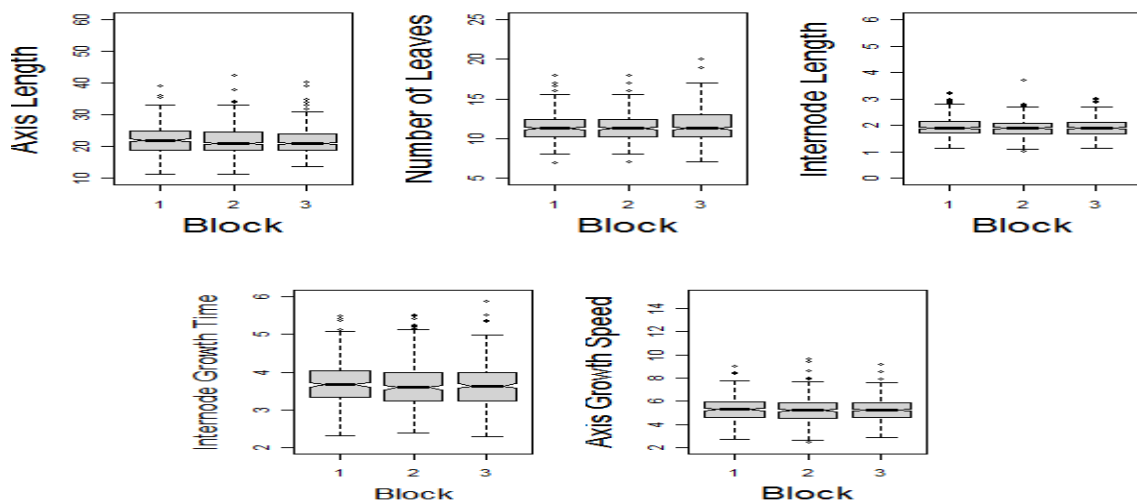 Axis Length
60
50
40
30
20
10
1 2 3
Block
Number of Leaves
25
20
15
10
5
1 2 3
Block
Internode Length
6
5
4
3
2
1
0
1 2 3
Block
Internode Growth Time
6
5
4
3
2
1 2 3
Block
Axis Growth Speed
14
12
10
8
6
4
2
1 2 3
Block